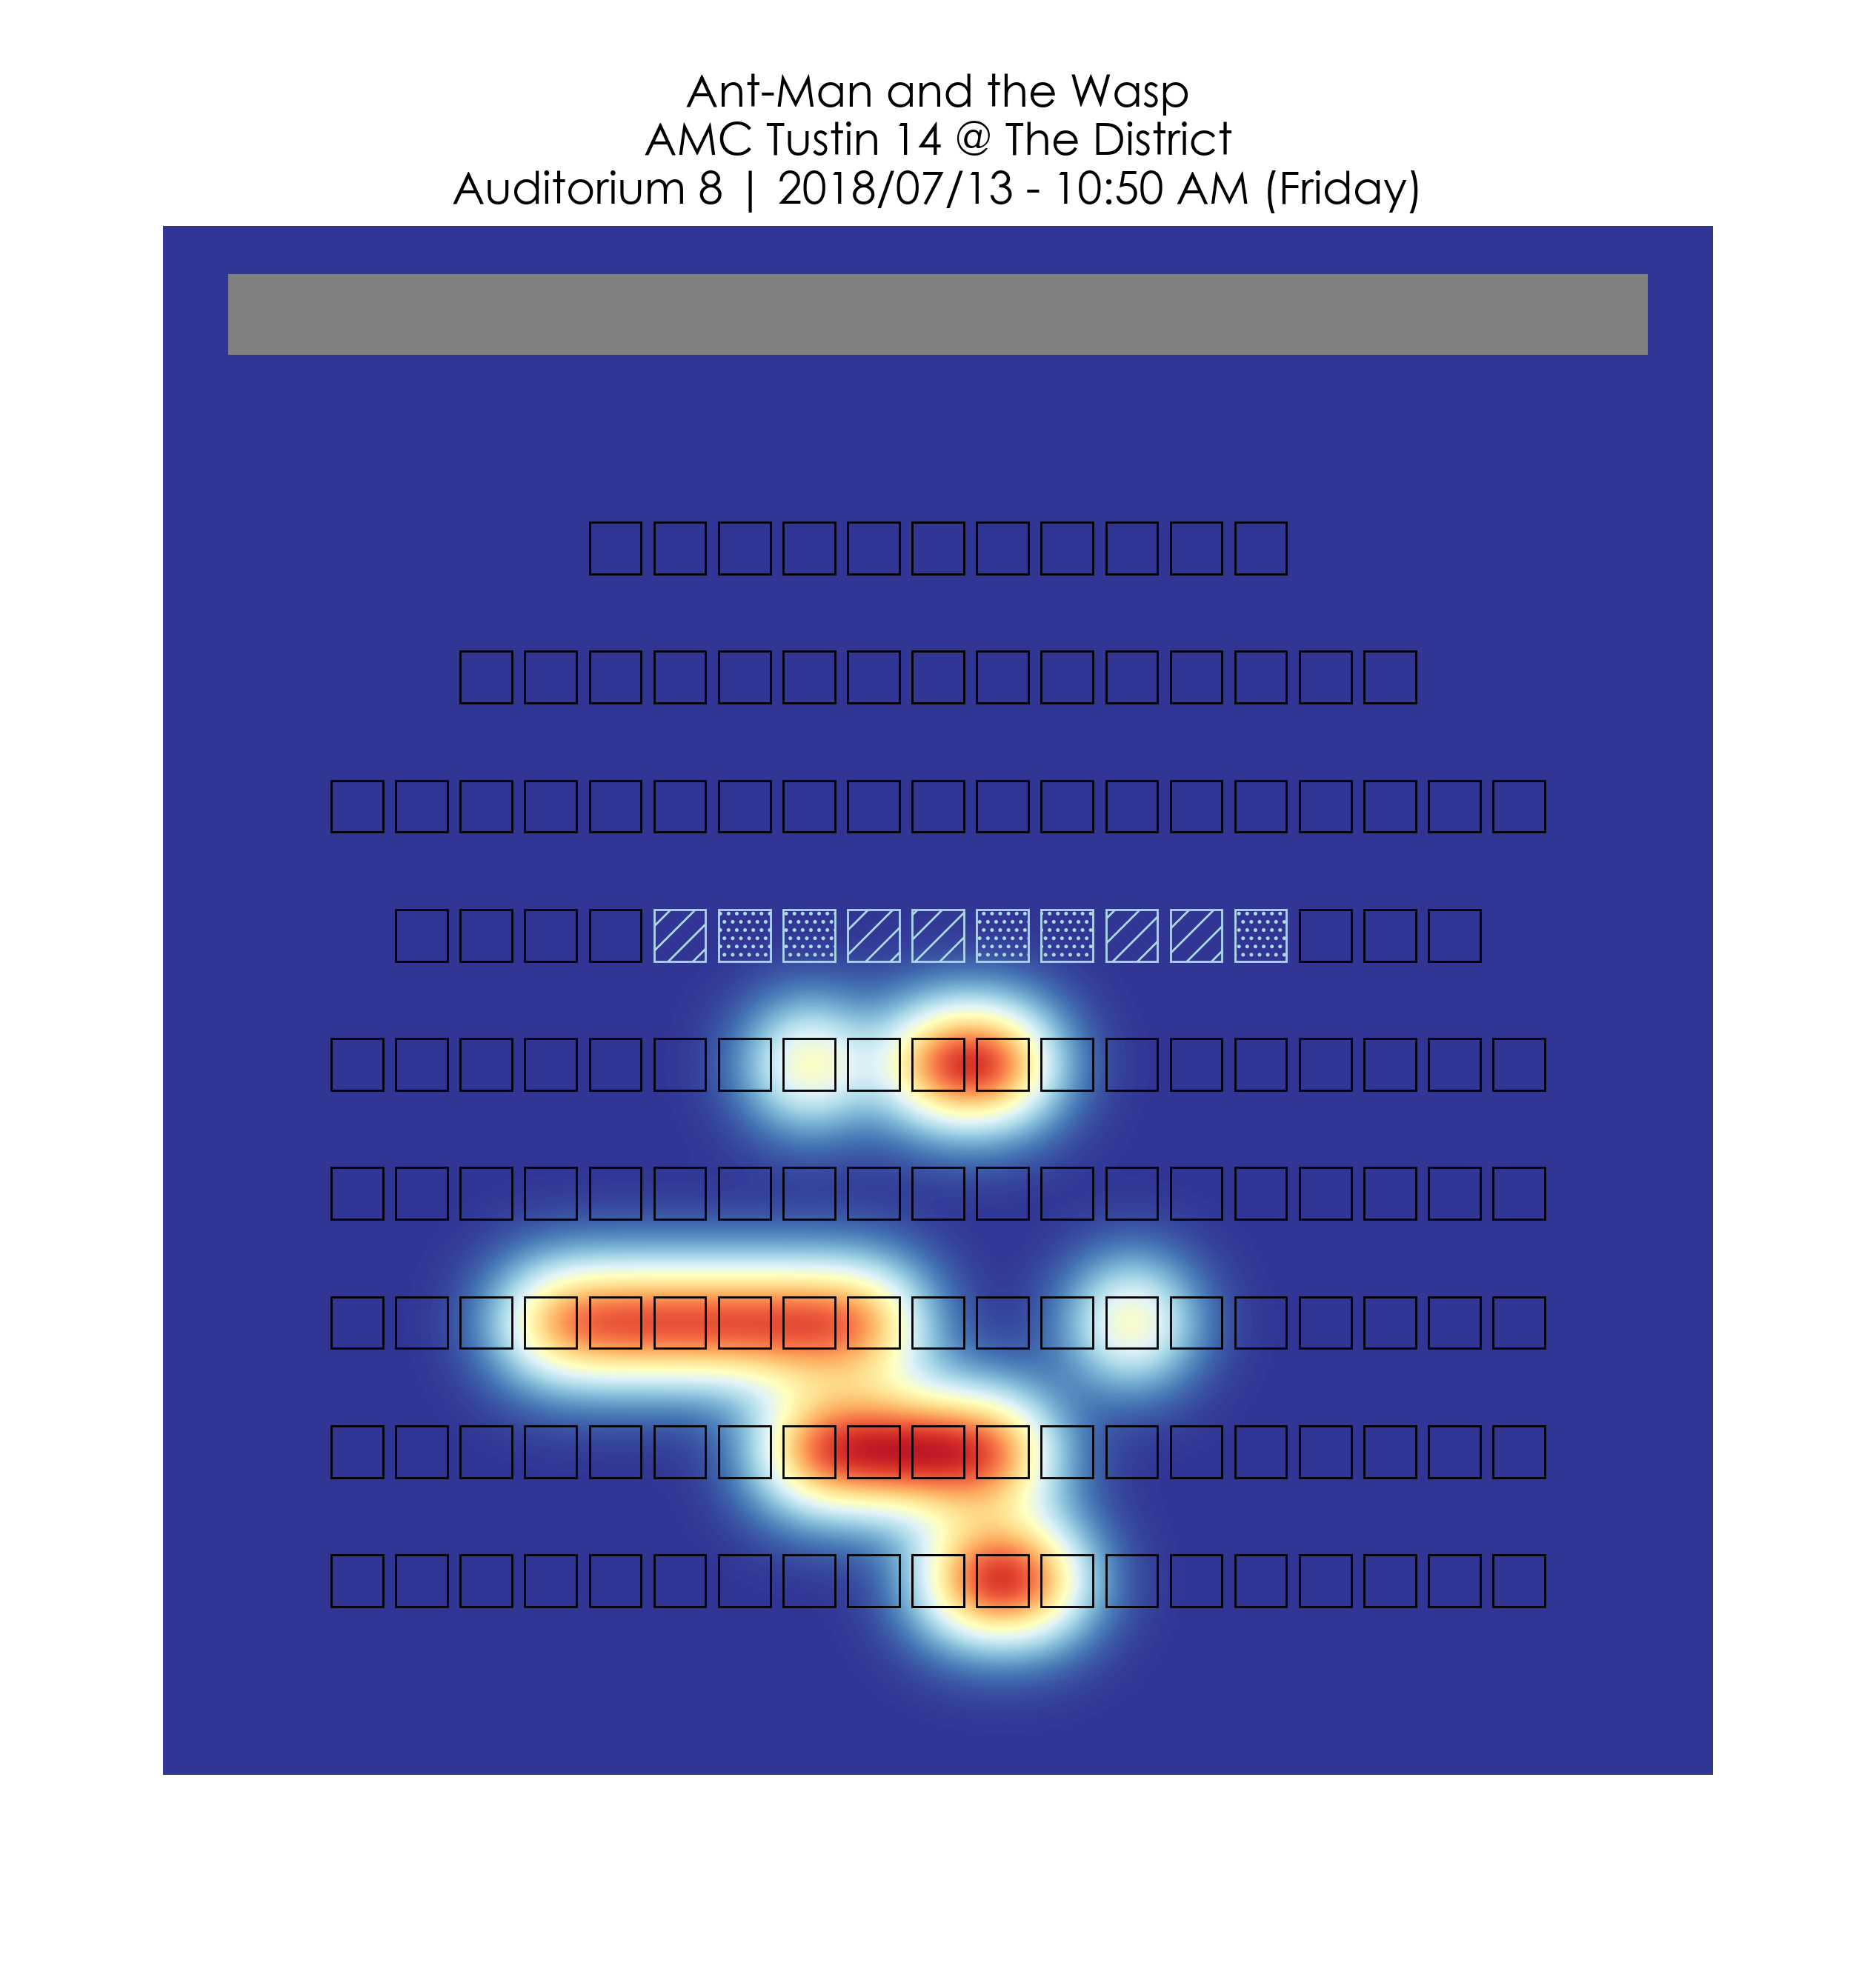 Ant-Man and the Wasp
AMC Tustin 14 @ The District
Auditorium 8 | 2018/07/13 - 10:50 AM (Friday)